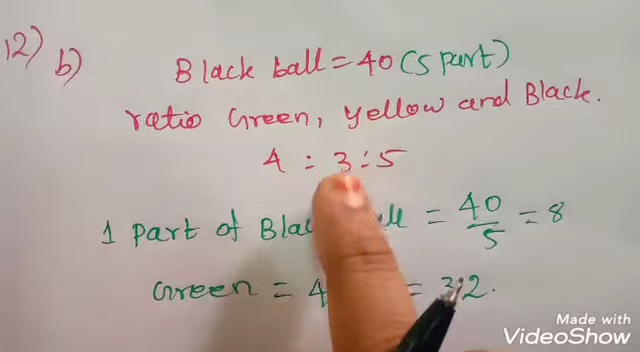 12) b) Black ball = 40 (5 part)
ratio Green, Yellow and Black.
4 : 3 : 5
1 part of = 40/5 = 8
Green = 4 = 32.
Made with
VideoShow